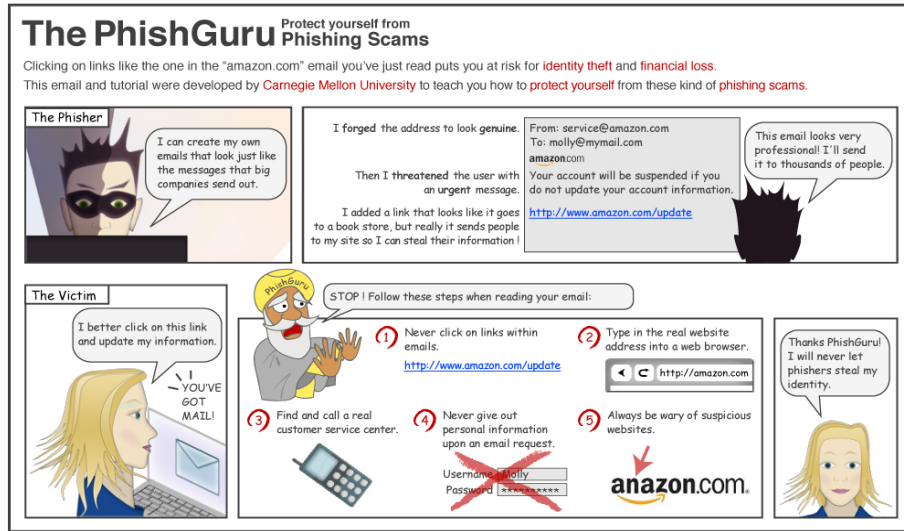 The PhishGuru Protect yourself from
Phishing Scams
Clicking on links like the one in the "amazon.com" email you've just read puts you at risk for identity theft and financial loss.
This email and tutorial were developed by Carnegie Mellon University to teach you how to protect yourself from these kind of phishing scams.
The Phisher
I can create my own
emails that look just like
the messages that big
companies send out.
I forged the address to look genuine.
Then I threatened the user with
an urgent message.
I added a link that looks like it goes
to a book store, but really it sends people
to my site so I can steal their information !
From: service@amazon.com
To: molly@mymail.com
amazon.com
Your account will be suspended if you
do not update your account information.
http://www.amazon.com/update
This email looks very
professional! I'll send
it to thousands of people.
The Victim
I better click on this link
and update my information.
YOU'VE
GOT
MAIL!
PhishGuru
STOP ! Follow these steps when reading your email:
1 Never click on links within
emails.
http://www.amazon.com/update
2 Type in the real website
address into a web browser.
http://amazon.com
3 Find and call a real
customer service center.
4 Never give out
personal information
upon an email request.
Username Molly
Password **********
5 Always be wary of suspicious
websites.
anazon.com.
Thanks PhishGuru!
I will never let
phishers steal my
identity.